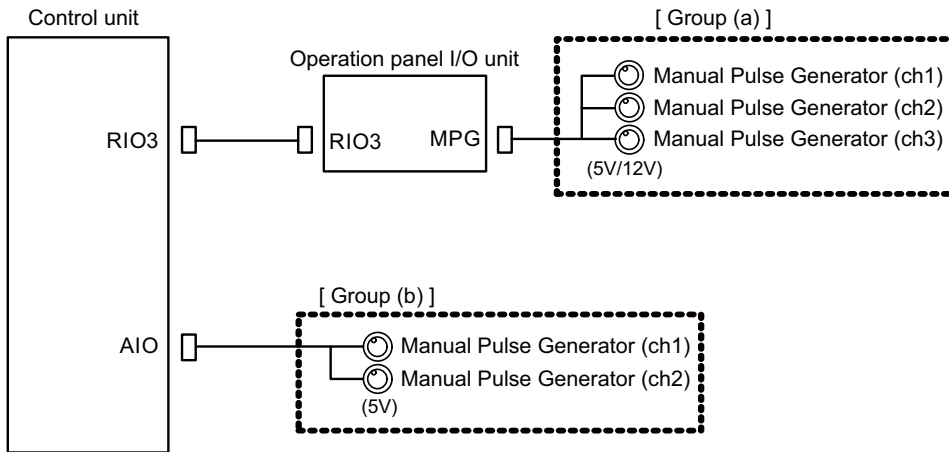 Control unit
[ Group (a) ]
Operation panel I/O unit
Manual Pulse Generator (ch1)
Manual Pulse Generator (ch2)
RIO3
RIO3
MPG
Manual Pulse Generator (ch3)
(5V/12V)
[ Group (b) ]
AIO
Manual Pulse Generator (ch1)
Manual Pulse Generator (ch2)
(5V)